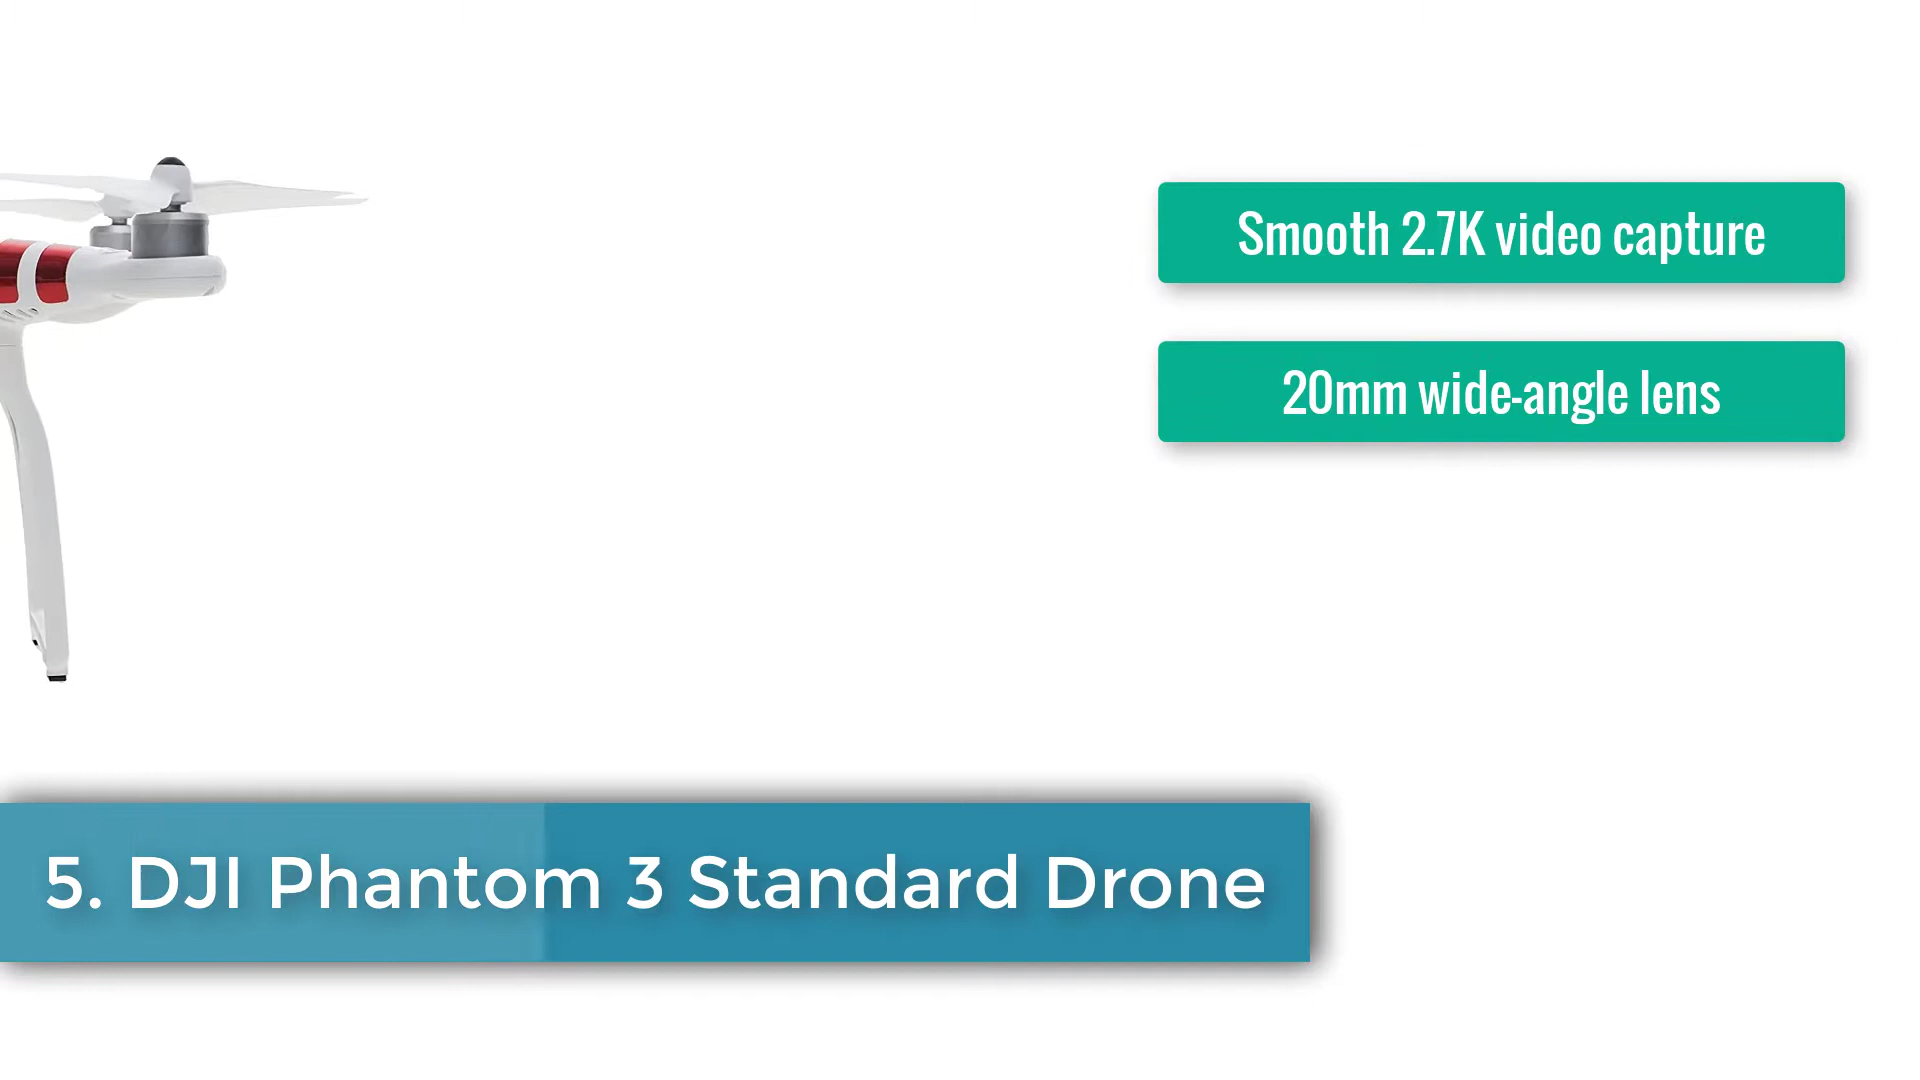 Smooth 2.7K video capture
20mm wide-angle lens
5. DJI Phantom 3 Standard Drone